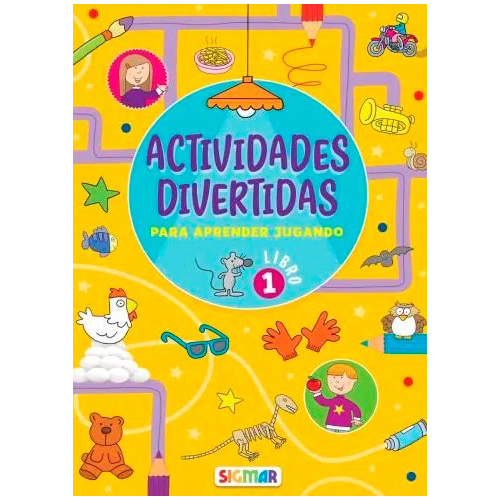 ACTIVIDADES
DIVERTIDAS
PARA APRENDER JUGANDO
LIBRO
1
SIGMAR